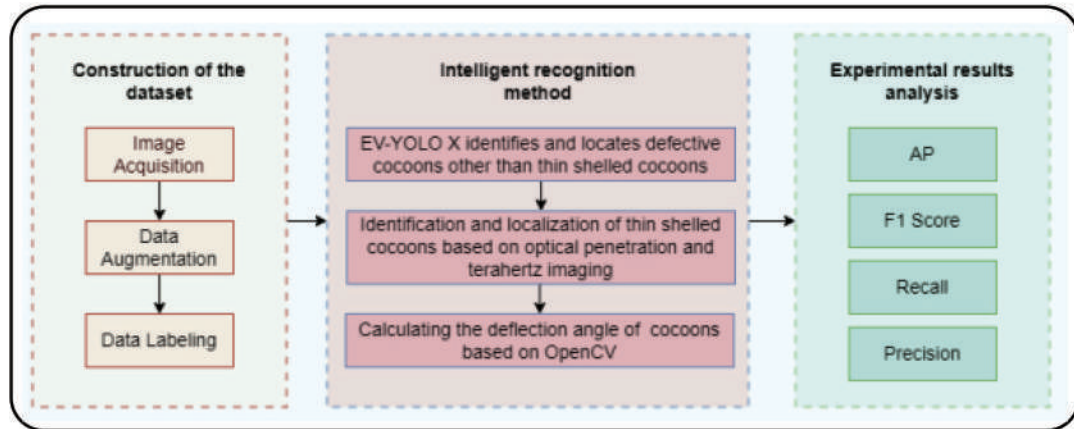 Construction of the
dataset
Image
Acquisition
Data
Augmentation
Data Labeling
Intelligent recognition
method
EV-YOLO X identifies and locates defective
cocoons other than thin shelled cocoons
Identification and localization of thin shelled
cocoons based on optical penetration and
terahertz imaging
Calculating the deflection angle of cocoons
based on OpenCV
Experimental results
analysis
AP
F1 Score
Recall
Precision